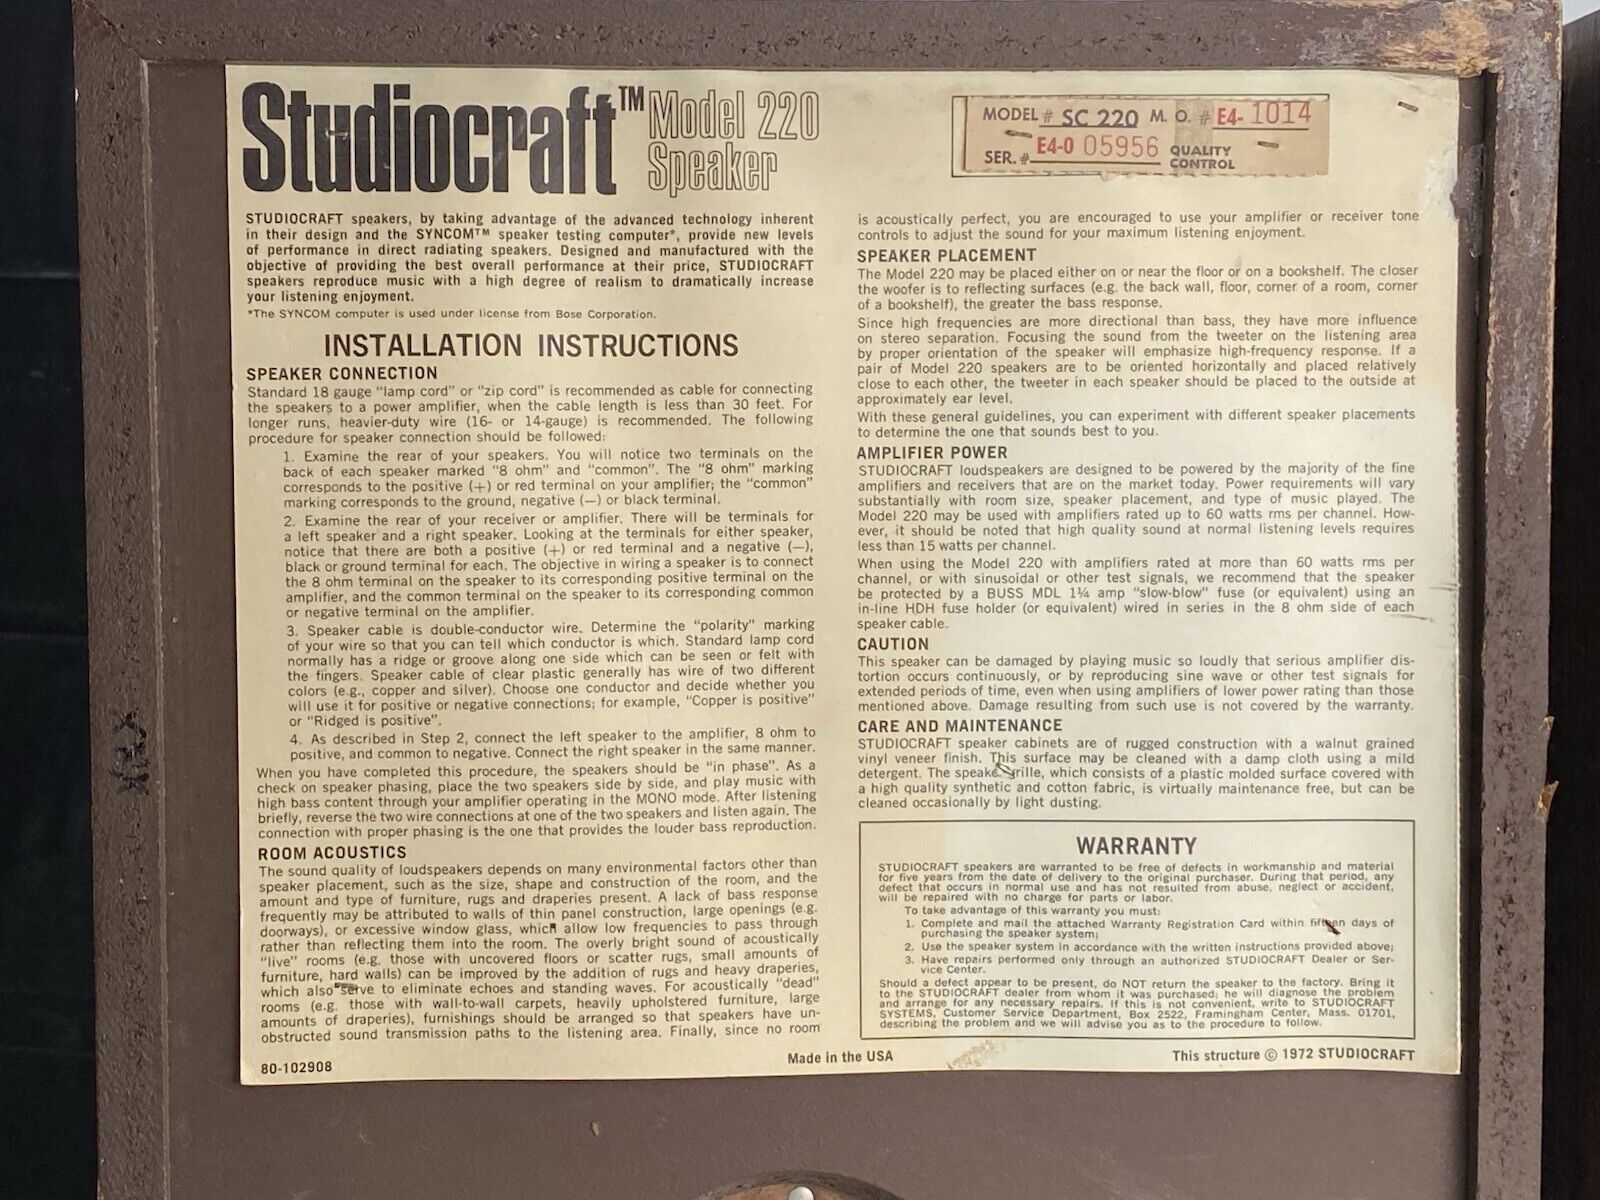 Studiocraft™ Model 220
Speaker
MODEL # SC 220 M. O. # E4- 1014
SER. # E4-0 05956 QUALITY
CONTROL
STUDIOCRAFT speakers, by taking advantage of the advanced technology inherent
in their design and the SYNCOM™ speaker testing computer*, provide new levels
of performance in direct radiating speakers. Designed and manufactured with the
objective of providing the best overall performance at their price, STUDIOCRAFT
speakers reproduce music with a high degree of realism to dramatically increase
your listening enjoyment.
*The SYNCOM computer is used under license from Bose Corporation.
INSTALLATION INSTRUCTIONS
SPEAKER CONNECTION
Standard 18 gauge "lamp cord" or "zip cord" is recommended as cable for connecting
the speakers to a power amplifier, when the cable length is less than 30 feet. For
longer runs, heavier-duty wire (16- or 14-gauge) is recommended. The following
procedure for speaker connection should be followed:
1. Examine the rear of your speakers. You will notice two terminals on the
back of each speaker marked "8 ohm" and "common". The "8 ohm" marking
corresponds to the positive (+) or red terminal on your amplifier; the "common"
marking corresponds to the ground, negative (—) or black terminal.
2. Examine the rear of your receiver or amplifier. There will be terminals for
a left speaker and a right speaker. Looking at the terminals for either speaker,
notice that there are both a positive (+) or red terminal and a negative (—),
black or ground terminal for each. The objective in wiring a speaker is to connect
the 8 ohm terminal on the speaker to its corresponding positive terminal on the
amplifier, and the common terminal on the speaker to its corresponding common
or negative terminal on the amplifier.
3. Speaker cable is double-conductor wire. Determine the "polarity" marking
of your wire so that you can tell which conductor is which. Standard lamp cord
normally has a ridge or groove along one side which can be seen or felt with
the fingers. Speaker cable of clear plastic generally has wire of two different
colors (e.g., copper and silver). Choose one conductor and decide whether you
will use it for positive or negative connections; for example, "Copper is positive"
or "Ridged is positive".
4. As described in Step 2, connect the left speaker to the amplifier, 8 ohm to
positive, and common to negative. Connect the right speaker in the same manner.
When you have completed this procedure, the speakers should be "in phase". As a
check on speaker phasing, place the two speakers side by side, and play music with
high bass content through your amplifier operating in the MONO mode. After listening
briefly, reverse the two wire connections at one of the two speakers and listen again. The
connection with proper phasing is the one that provides the louder bass reproduction.
ROOM ACOUSTICS
The sound quality of loudspeakers depends on many environmental factors other than
speaker placement, such as the size, shape and construction of the room, and the
amount and type of furniture, rugs and draperies present. A lack of bass response
frequently may be attributed to walls of thin panel construction, large openings (e.g.
doorways), or excessive window glass, which allow low frequencies to pass through
rather than reflecting them into the room. The overly bright sound of acoustically
"live" rooms (e.g. those with uncovered floors or scatter rugs, small amounts of
furniture, hard walls) can be improved by the addition of rugs and heavy draperies,
which also serve to eliminate echoes and standing waves. For acoustically "dead"
rooms (e.g. those with wall-to-wall carpets, heavily upholstered furniture, large
amounts of draperies), furnishings should be arranged so that speakers have un-
obstructed sound transmission paths to the listening area. Finally, since no room
is acoustically perfect, you are encouraged to use your amplifier or receiver tone
controls to adjust the sound for your maximum listening enjoyment.
SPEAKER PLACEMENT
The Model 220 may be placed either on or near the floor or on a bookshelf. The closer
the woofer is to reflecting surfaces (e.g. the back wall, floor, corner of a room, corner
of a bookshelf), the greater the bass response.
Since high frequencies are more directional than bass, they have more influence
on stereo separation. Focusing the sound from the tweeter on the listening area
by proper orientation of the speaker will emphasize high-frequency response. If a
pair of Model 220 speakers are to be oriented horizontally and placed relatively
close to each other, the tweeter in each speaker should be placed to the outside at
approximately ear level.
With these general guidelines, you can experiment with different speaker placements
to determine the one that sounds best to you.
AMPLIFIER POWER
STUDIOCRAFT loudspeakers are designed to be powered by the majority of the fine
amplifiers and receivers that are on the market today. Power requirements will vary
substantially with room size, speaker placement, and type of music played. The
Model 220 may be used with amplifiers rated up to 60 watts rms per channel. How-
ever, it should be noted that high quality sound at normal listening levels requires
less than 15 watts per channel.
When using the Model 220 with amplifiers rated at more than 60 watts rms per
channel, or with sinusoidal or other test signals, we recommend that the speaker
be protected by a BUSS MDL 1¼ amp "slow-blow" fuse (or equivalent) using an
in-line HDH fuse holder (or equivalent) wired in series in the 8 ohm side of each
speaker cable.
CAUTION
This speaker can be damaged by playing music so loudly that serious amplifier dis-
tortion occurs continuously, or by reproducing sine wave or other test signals for
extended periods of time, even when using amplifiers of lower power rating than those
mentioned above. Damage resulting from such use is not covered by the warranty.
CARE AND MAINTENANCE
STUDIOCRAFT speaker cabinets are of rugged construction with a walnut grained
vinyl veneer finish. This surface may be cleaned with a damp cloth using a mild
detergent. The speaker grille, which consists of a plastic molded surface covered with
a high quality synthetic and cotton fabric, is virtually maintenance free, but can be
cleaned occasionally by light dusting.
WARRANTY
STUDIOCRAFT speakers are warranted to be free of defects in workmanship and material
for five years from the date of delivery to the original purchaser. During that period, any
defect that occurs in normal use and has not resulted from abuse, neglect or accident,
will be repaired with no charge for parts or labor.
To take advantage of this warranty you must:
1. Complete and mail the attached Warranty Registration Card within fifteen days of
purchasing the speaker system;
2. Use the speaker system in accordance with the written instructions provided above;
3. Have repairs performed only through an authorized STUDIOCRAFT Dealer or Ser-
vice Center.
Should a defect appear to be present, do NOT return the speaker to the factory. Bring it
to the STUDIOCRAFT dealer from whom it was purchased; he will diagnose the problem
and arrange for any necessary repairs. If this is not convenient, write to STUDIOCRAFT
SYSTEMS, Customer Service Department, Box 2522, Framingham Center, Mass. 01701,
describing the problem and we will advise you as to the procedure to follow.
80-102908
Made in the USA
This structure © 1972 STUDIOCRAFT